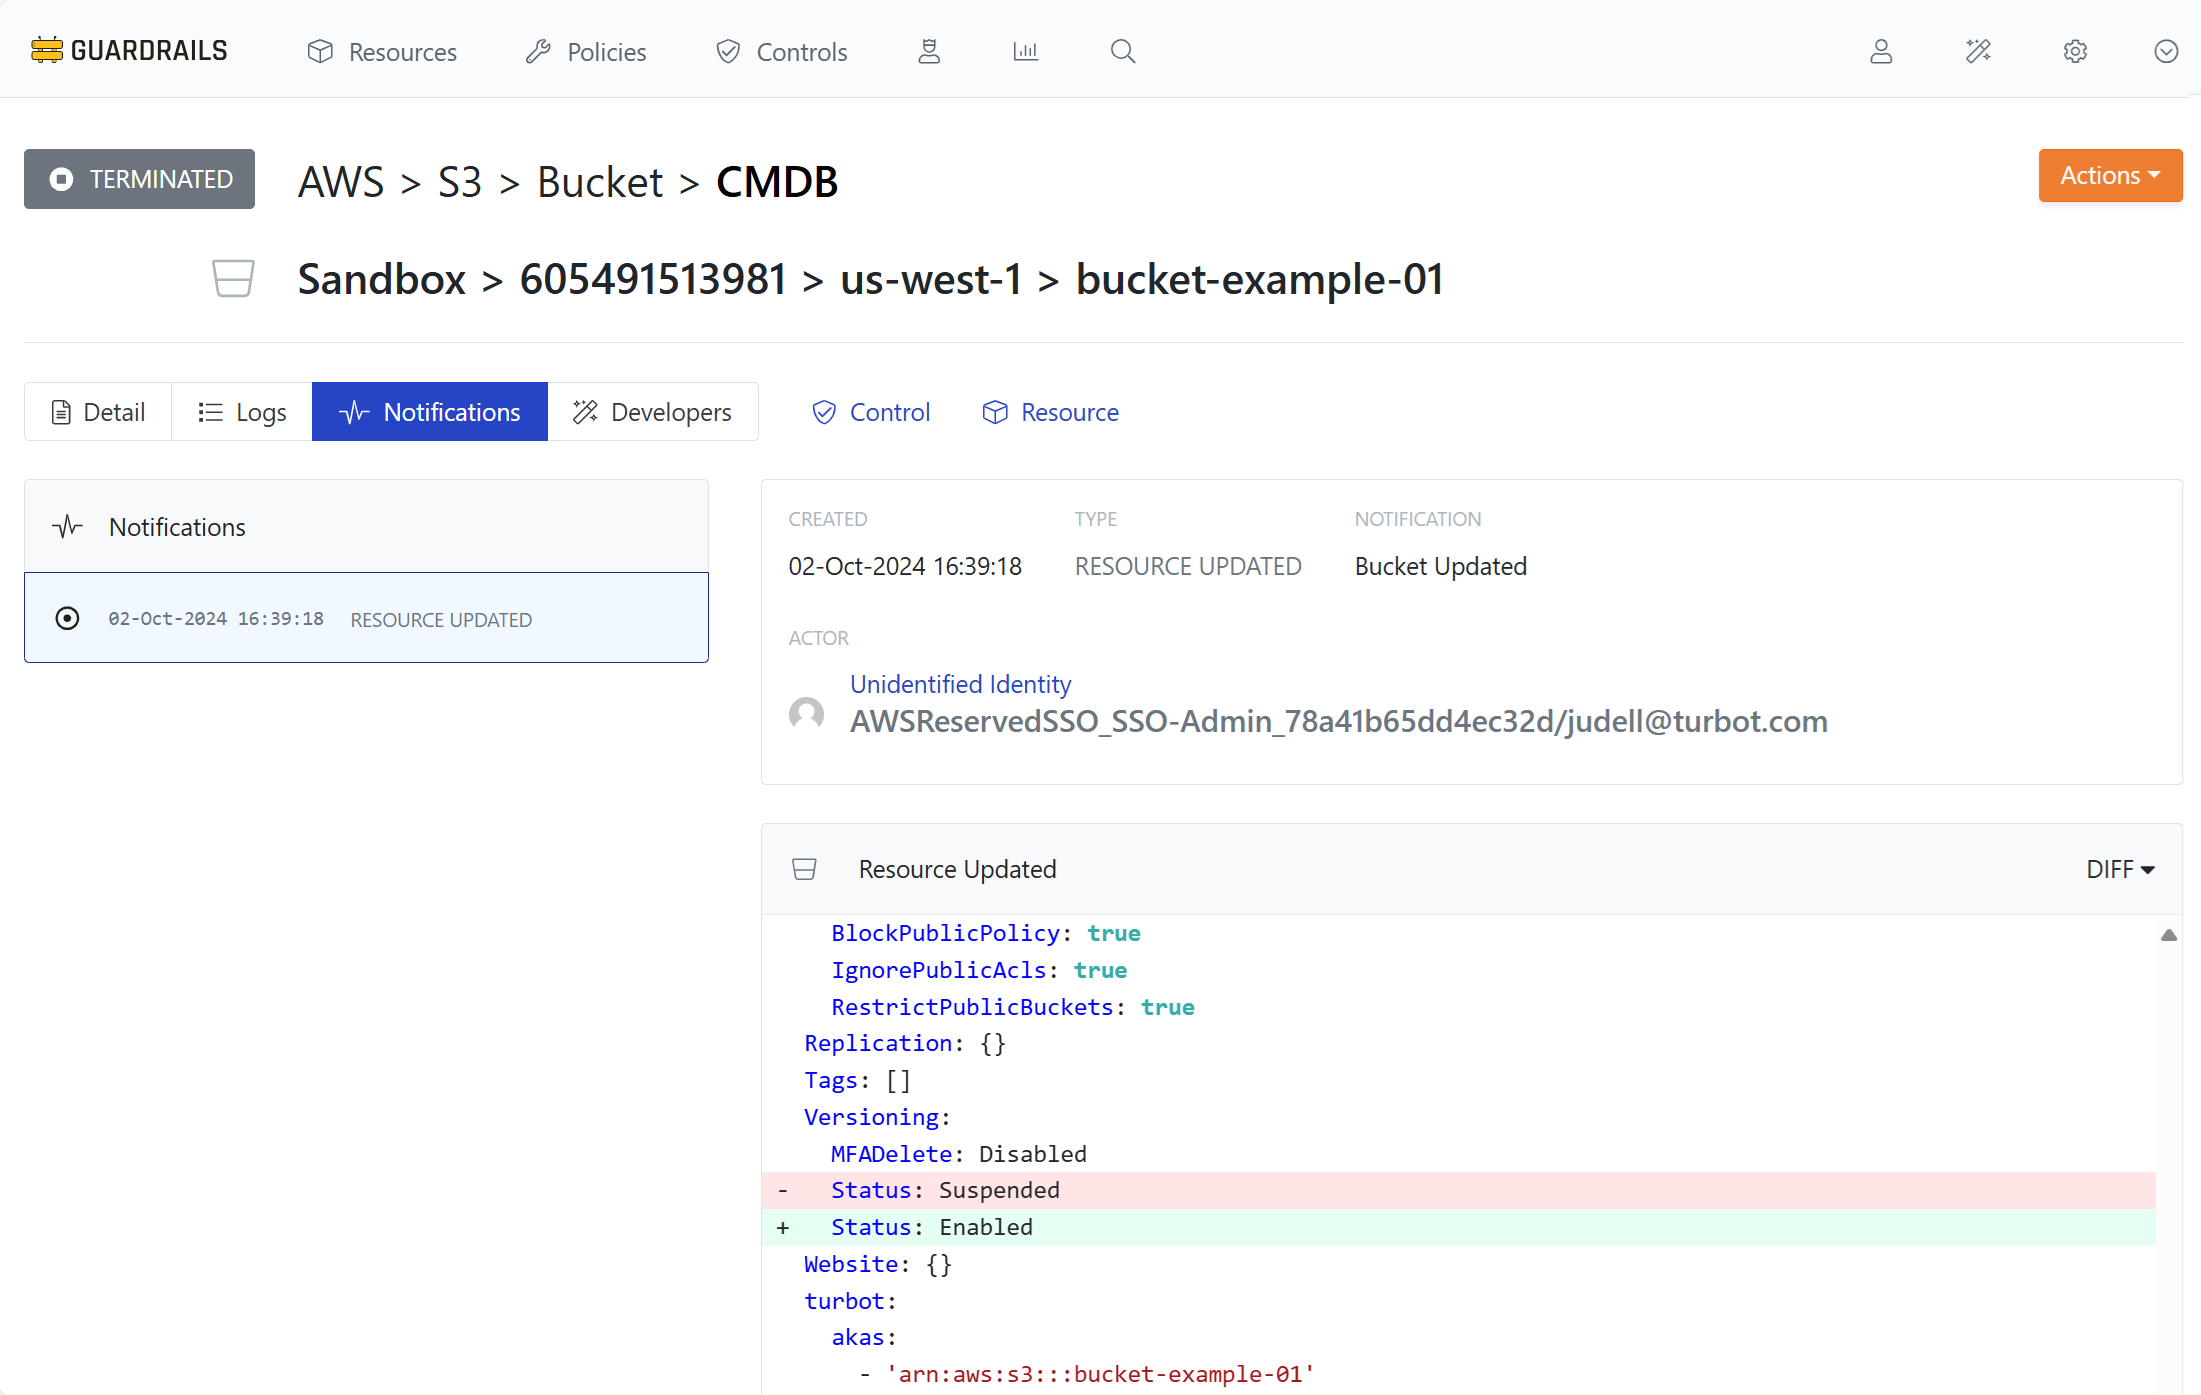 GUARDRAILS
Resources
Policies
Controls
TERMINATED
AWS > S3 > Bucket > CMDB
Actions
Sandbox > 605491513981 > us-west-1 > bucket-example-01
Detail
Logs
Notifications
Developers
Control
Resource
Notifications
02-Oct-2024 16:39:18 RESOURCE UPDATED
CREATED
TYPE
NOTIFICATION
02-Oct-2024 16:39:18
RESOURCE UPDATED
Bucket Updated
ACTOR
Unidentified Identity
AWSReservedSSO_SSO-Admin_78a41b65dd4ec32d/judell@turbot.com
Resource Updated
DIFF
BlockPublicPolicy: true
IgnorePublicAcls: true
RestrictPublicBuckets: true
Replication: {}
Tags: []
Versioning:
MFADelete: Disabled
- Status: Suspended
+ Status: Enabled
Website: {}
turbot:
akas:
- 'arn:aws:s3:::bucket-example-01'